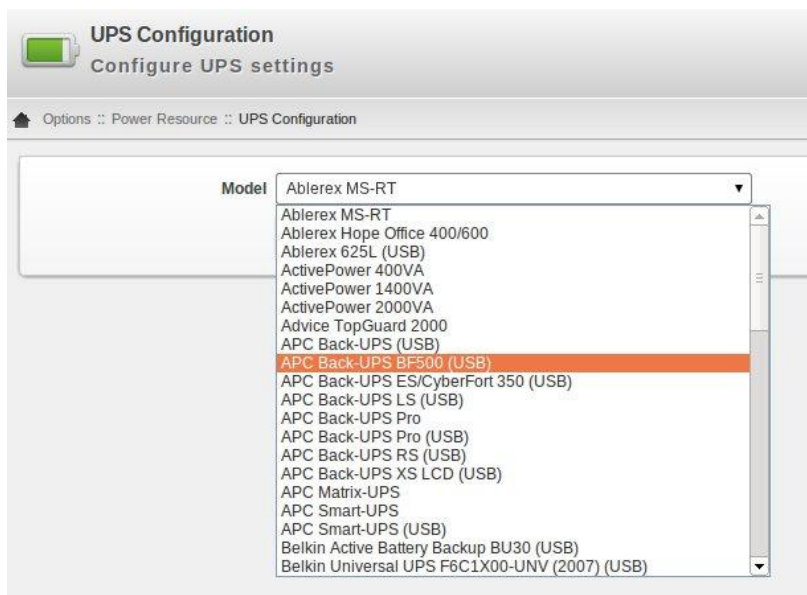 UPS Configuration
Configure UPS settings
Options :: Power Resource :: UPS Configuration
Model Ablerex MS-RT
Ablerex MS-RT
Ablerex Hope Office 400/600
Ablerex 625L (USB)
ActivePower 400VA
ActivePower 1400VA
ActivePower 2000VA
Advice TopGuard 2000
APC Back-UPS (USB)
APC Back-UPS BF500 (USB)
APC Back-UPS ES/CyberFort 350 (USB)
APC Back-UPS LS (USB)
APC Back-UPS Pro
APC Back-UPS Pro (USB)
APC Back-UPS RS (USB)
APC Back-UPS XS LCD (USB)
APC Matrix-UPS
APC Smart-UPS
APC Smart-UPS (USB)
Belkin Active Battery Backup BU30 (USB)
Belkin Universal UPS F6C1X00-UNV (2007) (USB)